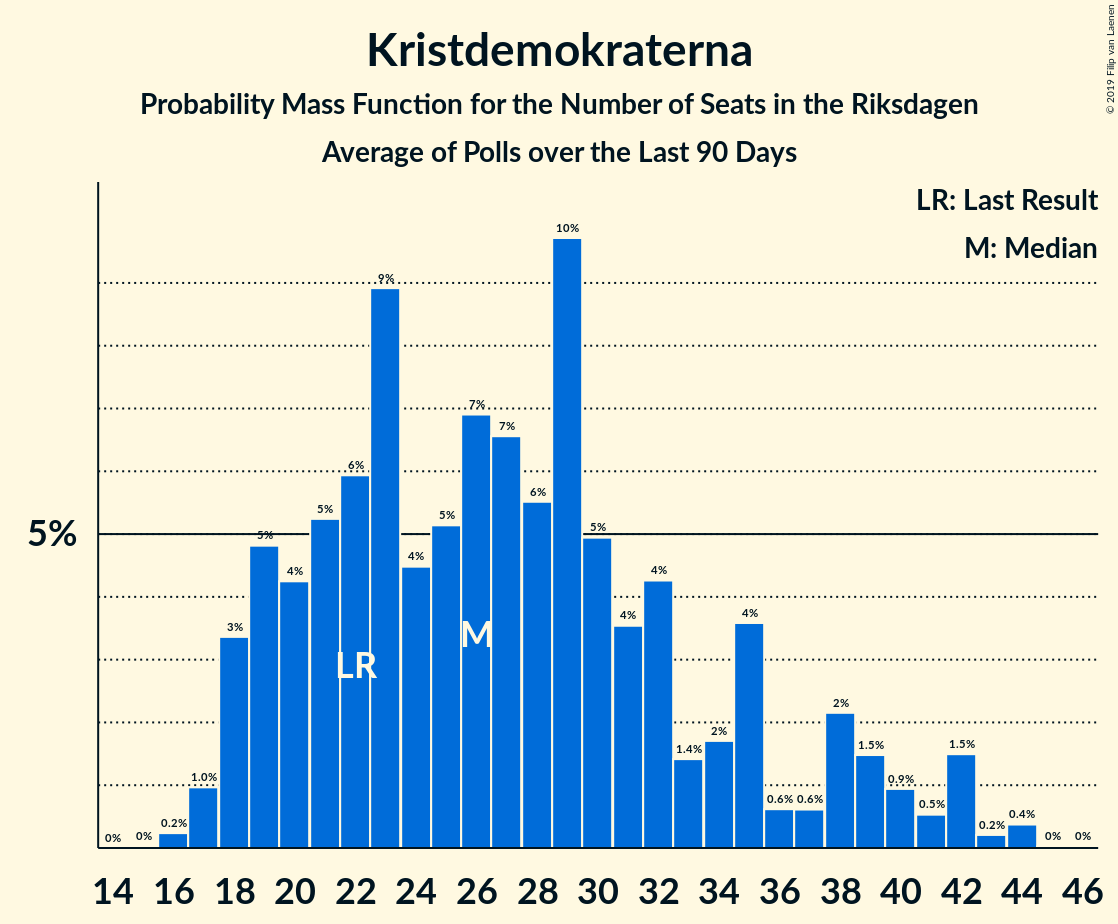 Kristdemokraterna
Probability Mass Function for the Number of Seats in the Riksdagen
Average of Polls over the Last 90 Days
© 2019 Filip van Laenen
LR: Last Result
M: Median
5%
0% 0% 0.2% 1.0% 3% 5% 4% 5% 6% 9% 4% 5% 7% 7% 6% 10% 5% 4% 4% 1.4% 2% 4% 0.6% 0.6% 2% 1.5% 0.9% 0.5% 1.5% 0.2% 0.4% 0% 0%
LR
M
14 16 18 20 22 24 26 28 30 32 34 36 38 40 42 44 46